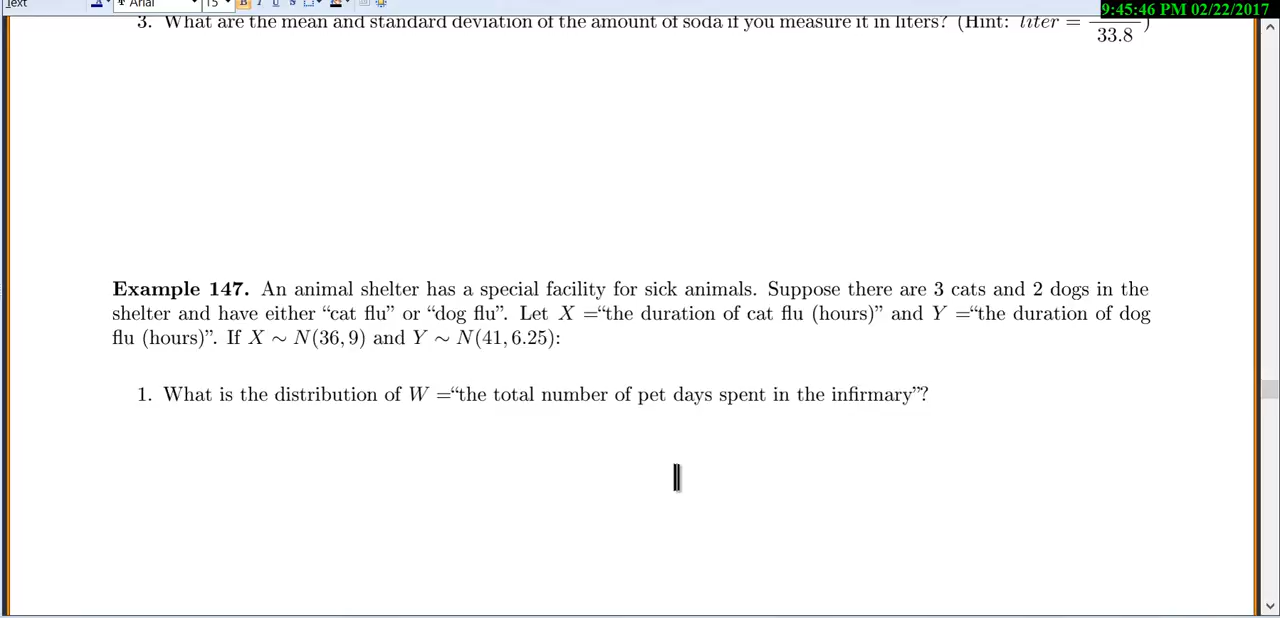 Text
Arial
15
B
I
U
S
9:45:46 PM 02/22/2017
3. What are the mean and standard deviation of the amount of soda if you measure it in liters? (Hint: liter =
33.8
)
Example 147. An animal shelter has a special facility for sick animals. Suppose there are 3 cats and 2 dogs in the
shelter and have either “cat flu” or “dog flu”. Let X =“the duration of cat flu (hours)” and Y =“the duration of dog
flu (hours)”. If X ∼ N(36, 9) and Y ∼ N(41, 6.25):
1. What is the distribution of W =“the total number of pet days spent in the infirmary”?